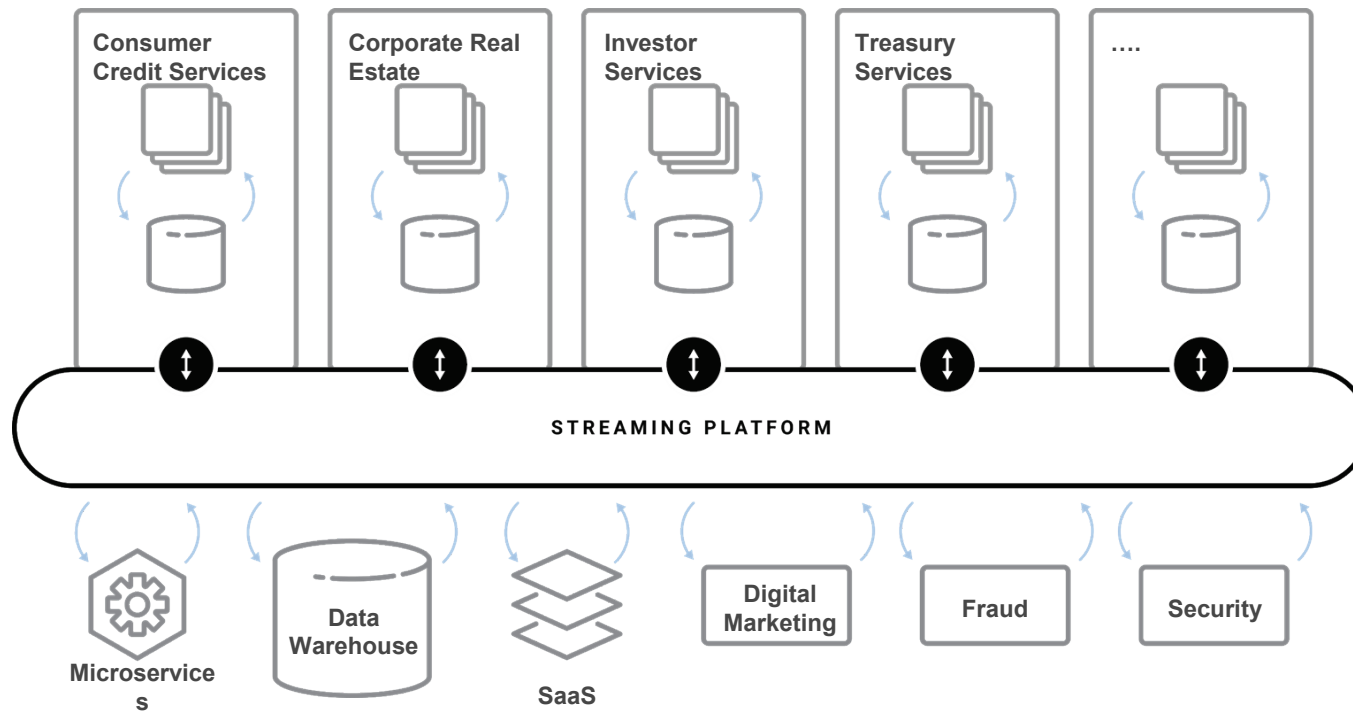 Consumer
Credit Services
Corporate Real
Estate
Investor
Services
Treasury
Services
....
STREAMING PLATFORM
Microservice
s
Data
Warehouse
SaaS
Digital
Marketing
Fraud
Security